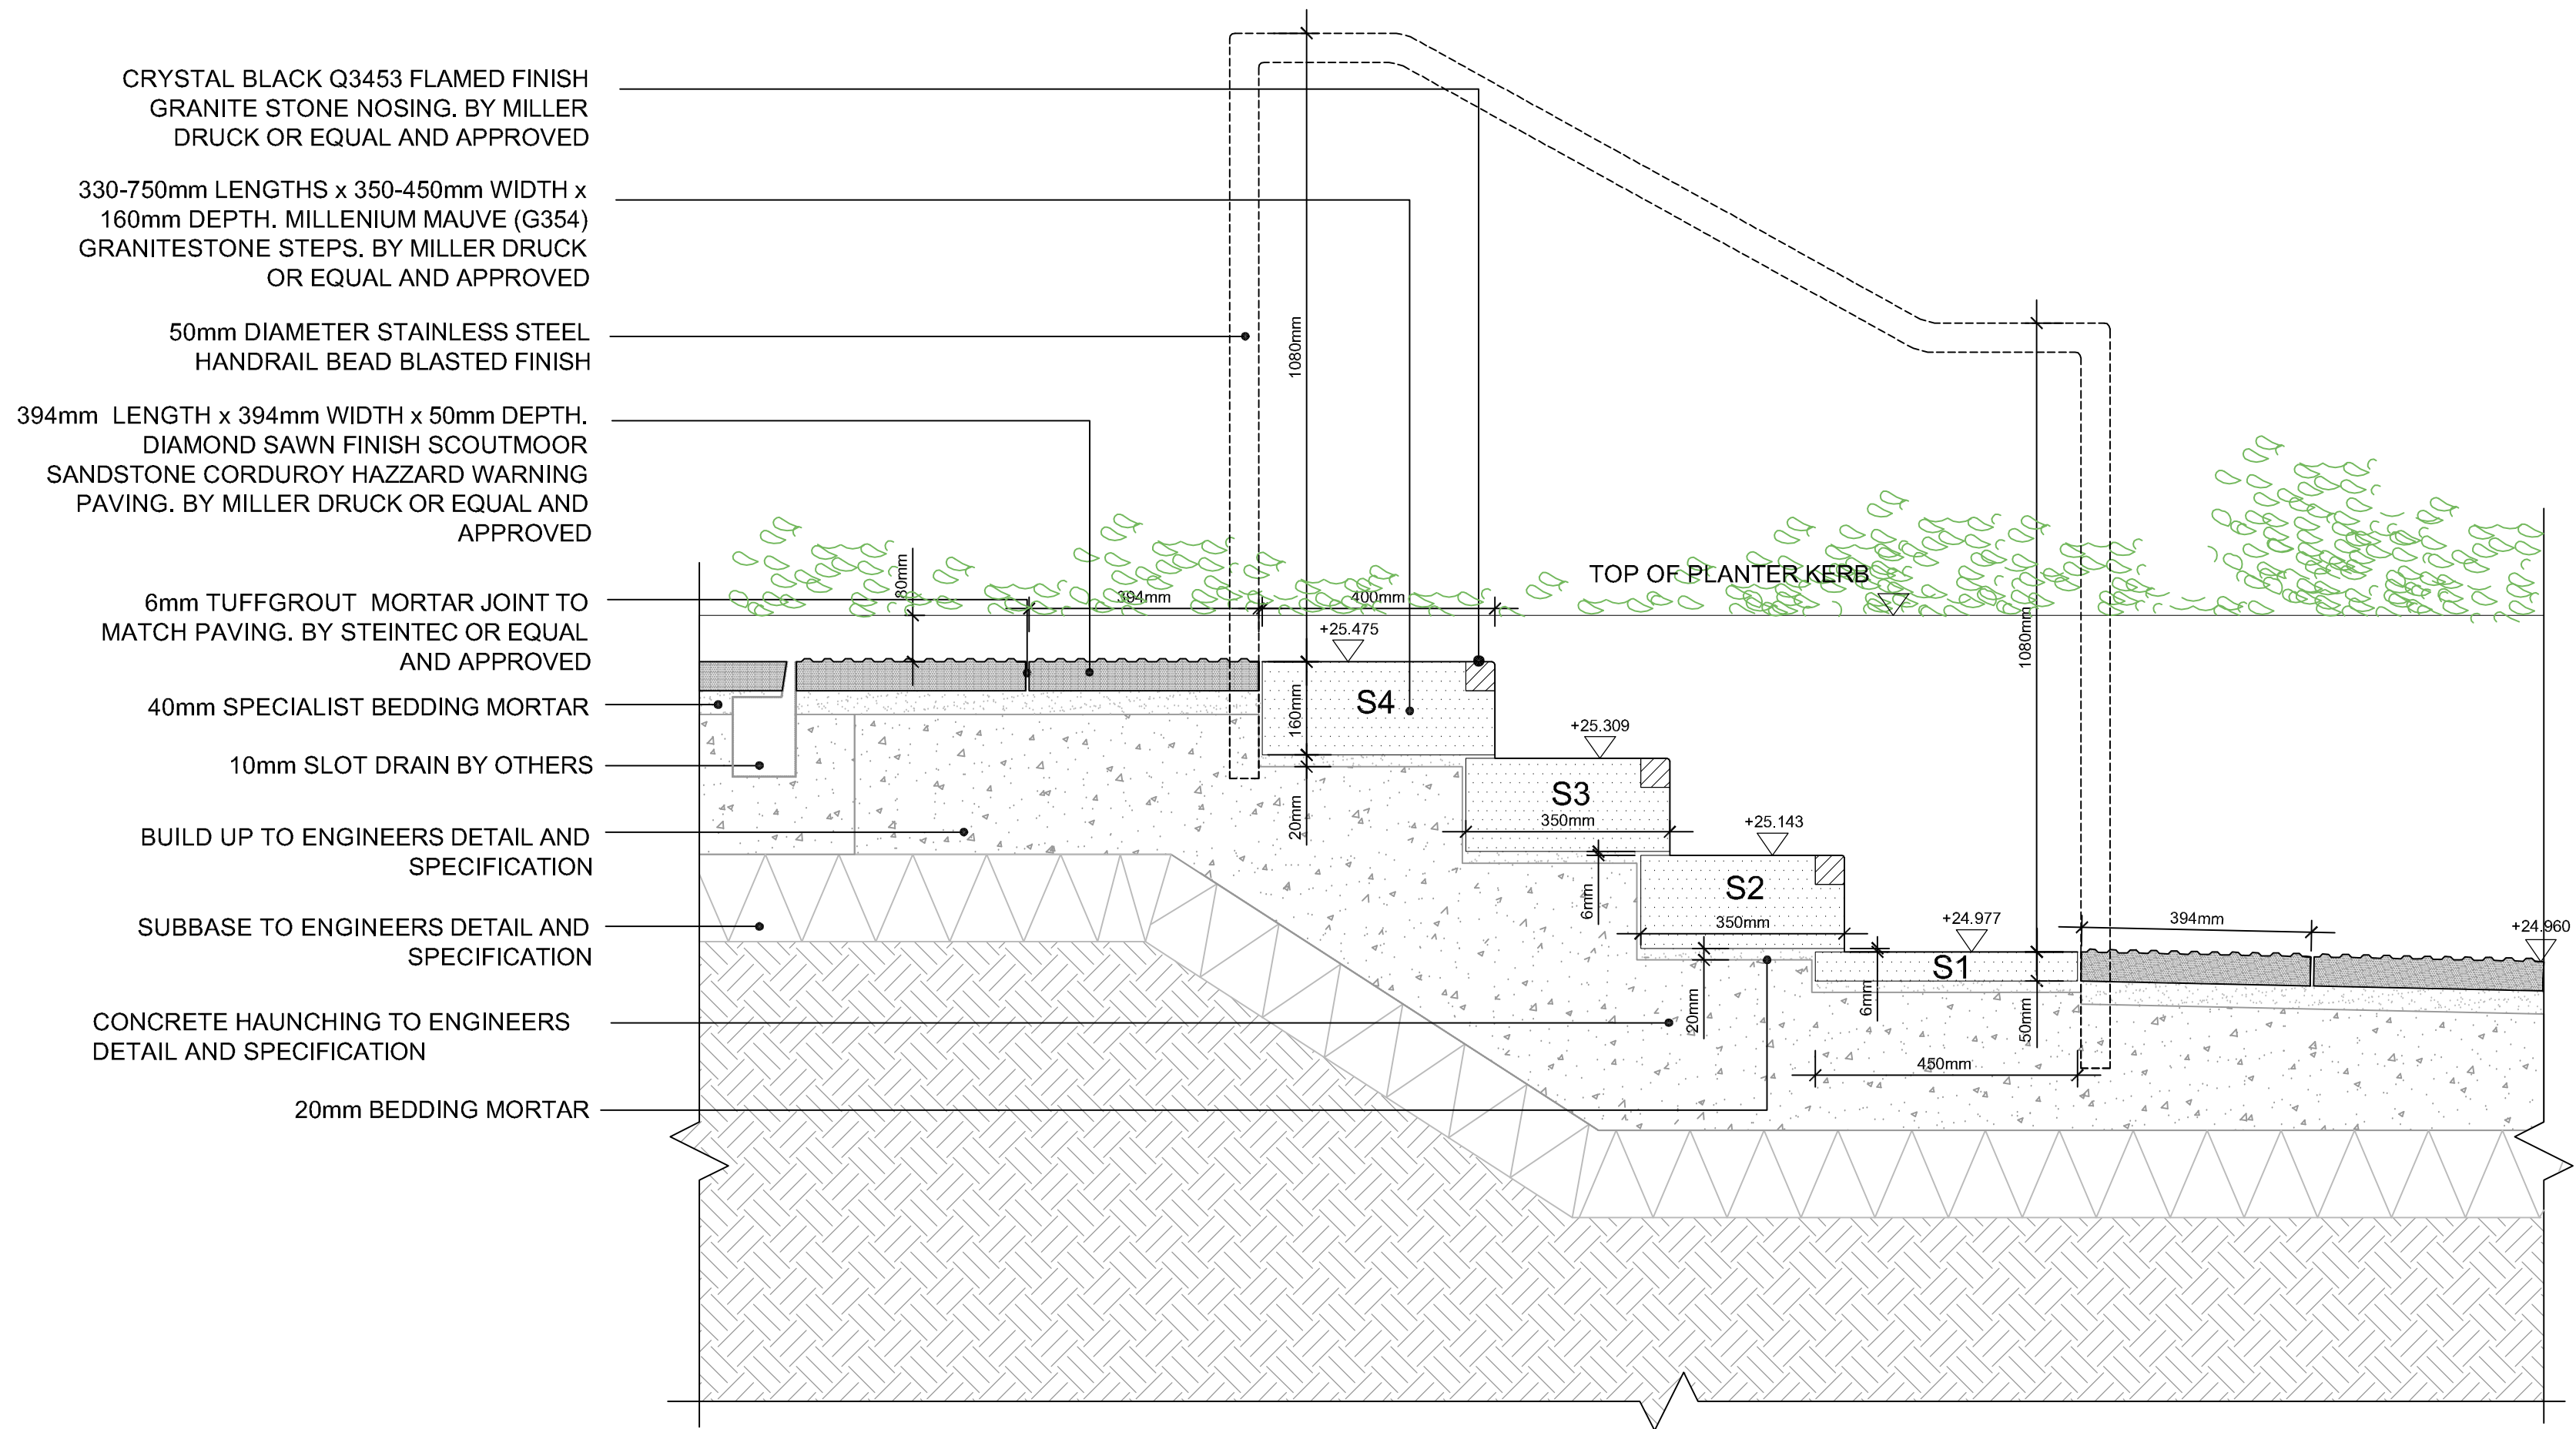 CRYSTAL BLACK Q3453 FLAMED FINISH
GRANITE STONE NOSING. BY MILLER
DRUCK OR EQUAL AND APPROVED
330-750mm LENGTHS x 350-450mm WIDTH x
160mm DEPTH. MILLENIUM MAUVE (G354)
GRANITESTONE STEPS. BY MILLER DRUCK
OR EQUAL AND APPROVED
50mm DIAMETER STAINLESS STEEL
HANDRAIL BEAD BLASTED FINISH
394mm LENGTH x 394mm WIDTH x 50mm DEPTH.
DIAMOND SAWN FINISH SCOUTMOOR
SANDSTONE CORDUROY HAZZARD WARNING
PAVING. BY MILLER DRUCK OR EQUAL AND
APPROVED
6mm TUFFGROUT MORTAR JOINT TO
MATCH PAVING. BY STEINTEC OR EQUAL
AND APPROVED
40mm SPECIALIST BEDDING MORTAR
10mm SLOT DRAIN BY OTHERS
BUILD UP TO ENGINEERS DETAIL AND
SPECIFICATION
SUBBASE TO ENGINEERS DETAIL AND
SPECIFICATION
CONCRETE HAUNCHING TO ENGINEERS
DETAIL AND SPECIFICATION
20mm BEDDING MORTAR
1080mm
80mm
394mm
400mm
TOP OF PLANTER KERB
+25.475
1080mm
S4
160mm
20mm
+25.309
S3
350mm
+25.143
6mm
S2
350mm
20mm
+24.977
S1
6mm
50mm
450mm
394mm
+24.960